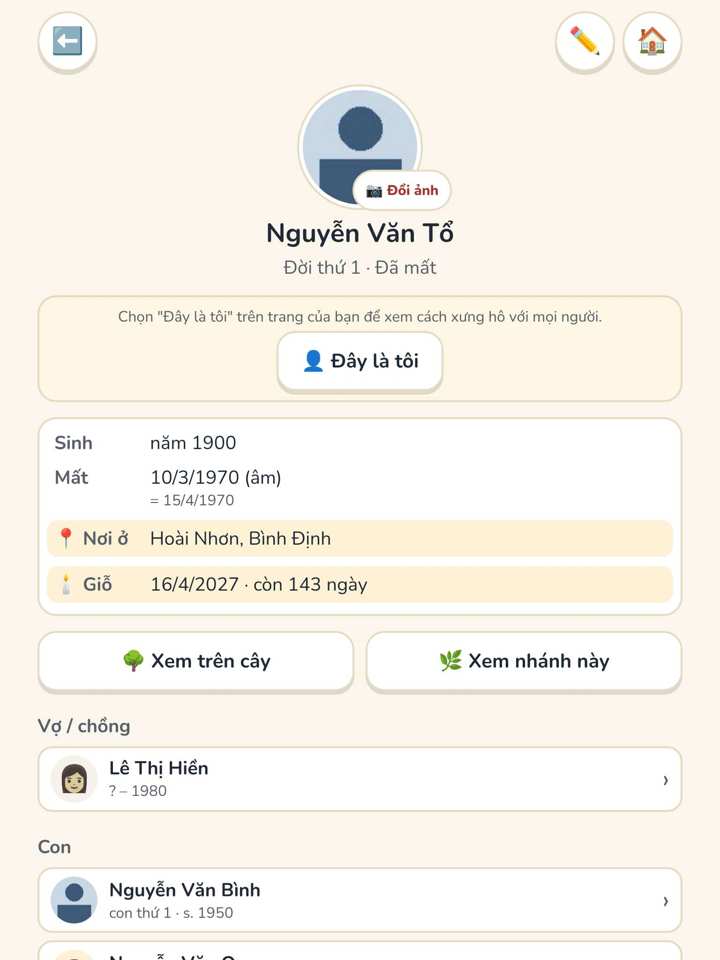 Đổi ảnh
Nguyễn Văn Tổ
Đời thứ 1 · Đã mất
Chọn "Đây là tôi" trên trang của bạn để xem cách xưng hô với mọi người.
Đây là tôi
Sinh năm 1900
Mất 10/3/1970 (âm)
= 15/4/1970
Nơi ở Hoài Nhơn, Bình Định
Giỗ 16/4/2027 · còn 143 ngày
Xem trên cây
Xem nhánh này
Vợ / chồng
Lê Thị Hiền
? – 1980
Con
Nguyễn Văn Bình
con thứ 1 · s. 1950
Nguyễn Văn